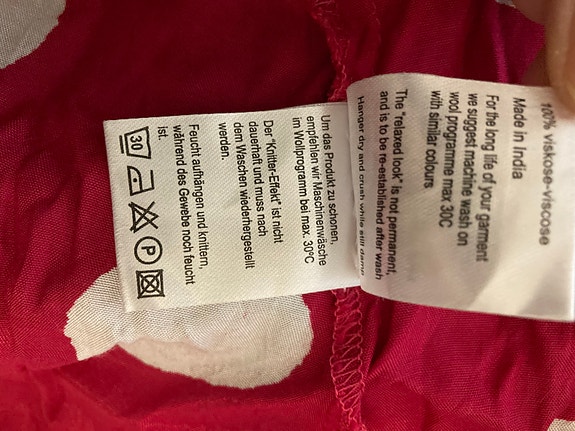 100% viskose-viscose
Made in India
For the long life of your garment
we suggest machine wash on
wool programme max 30C
with similar colours
The "relaxed look" is not permanent,
and is to be re-established after wash
Hanger dry and crush while still damp
Um das Produkt zu schonen,
empfehlen wir Maschinenwäsche
im Wollprogramm bei max. 30°C
Der "Knitter-Effekt" ist nicht
dauerhaft und muss nach
dem Waschen wiederhergestellt
werden.
Feucht aufhängen und knittern,
während des Gewebe noch feucht
ist.
30 P